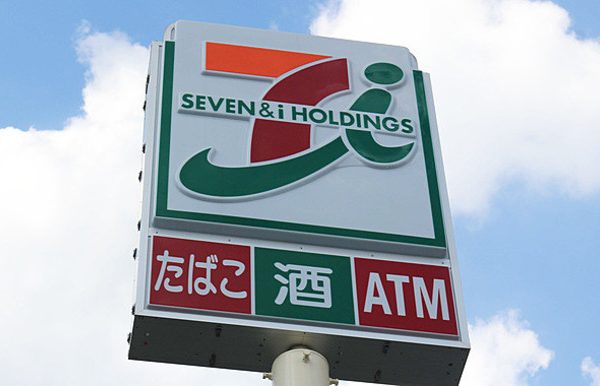 SEVEN&i HOLDINGS
たばこ 酒 ATM